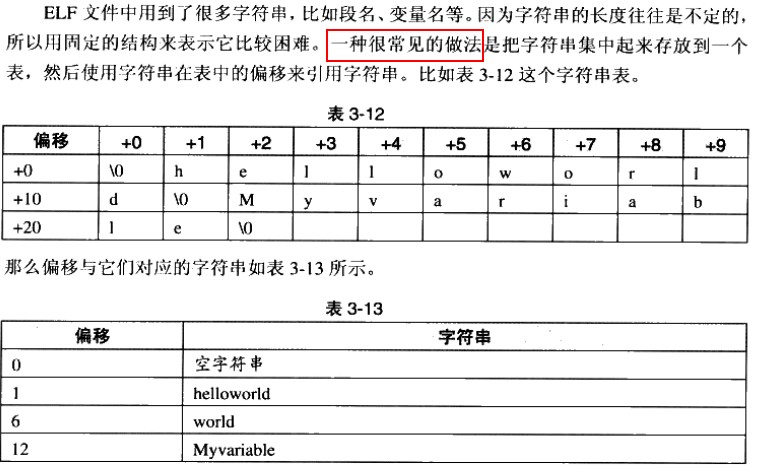 ELF 文件中用到了很多字符串，比如段名、变量名等。因为字符串的长度往往是不定的，
所以用固定的结构来表示它比较困难。一种很常见的做法是把字符串集中起来存放到一个
表，然后使用字符串在表中的偏移来引用字符串。比如表 3-12 这个字符串表。
表 3-12
偏移 +0 +1 +2 +3 +4 +5 +6 +7 +8 +9
+0 \0 h e l l o w o r l
+10 d \0 M y v a r i a b
+20 l e \0
那么偏移与它们对应的字符串如表 3-13 所示。
表 3-13
偏移 字符串
0 空字符串
1 helloworld
6 world
12 Myvariable